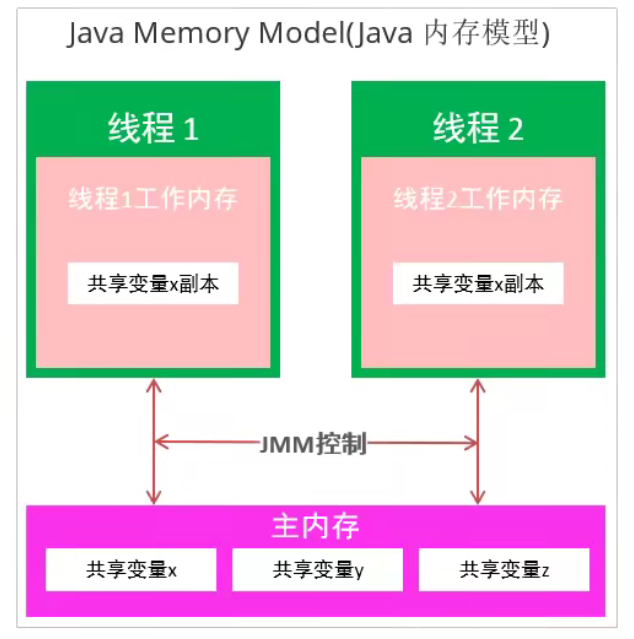 Java Memory Model(Java 内存模型)
线程 1
线程 2
线程1工作内存
线程2工作内存
共享变量x副本
共享变量x副本
JMM控制
主内存
共享变量x
共享变量y
共享变量z